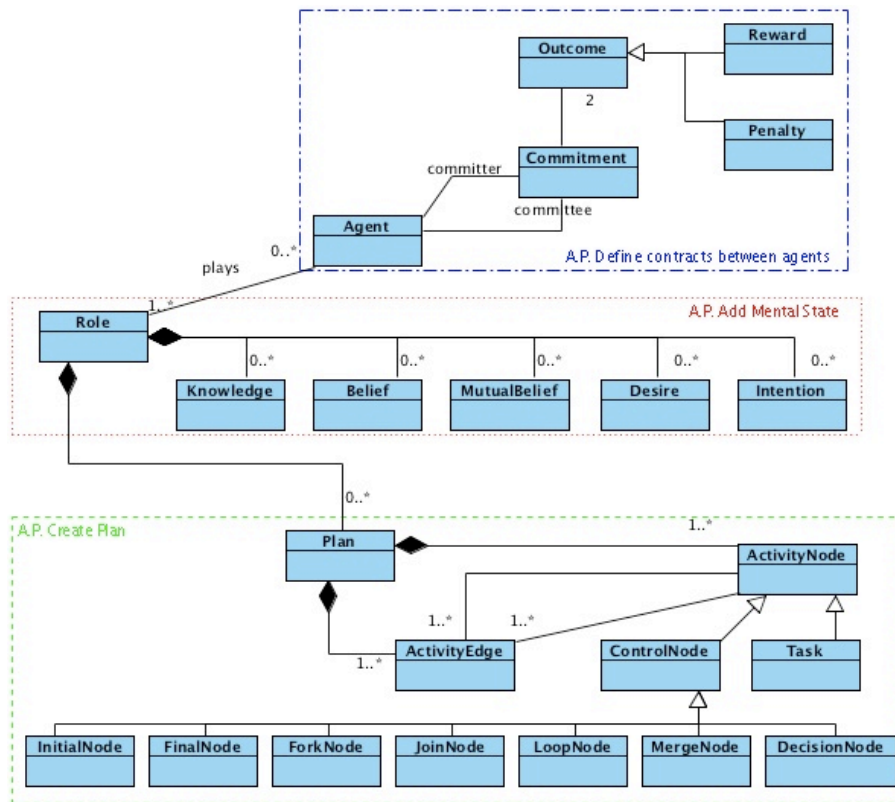 Outcome
Reward
2
Penalty
Commitment
committer
committee
Agent
0..*
A.P. Define contracts between agents
plays
1..*
A.P. Add Mental State
Role
0..* 0..* 0..* 0..* 0..*
Knowledge Belief MutualBelief Desire Intention
0..*
A.P. Create Plan
1..*
Plan
ActivityNode
1..* 1..*
ActivityEdge ControlNode Task
1..*
InitialNode FinalNode ForkNode JoinNode LoopNode MergeNode DecisionNode